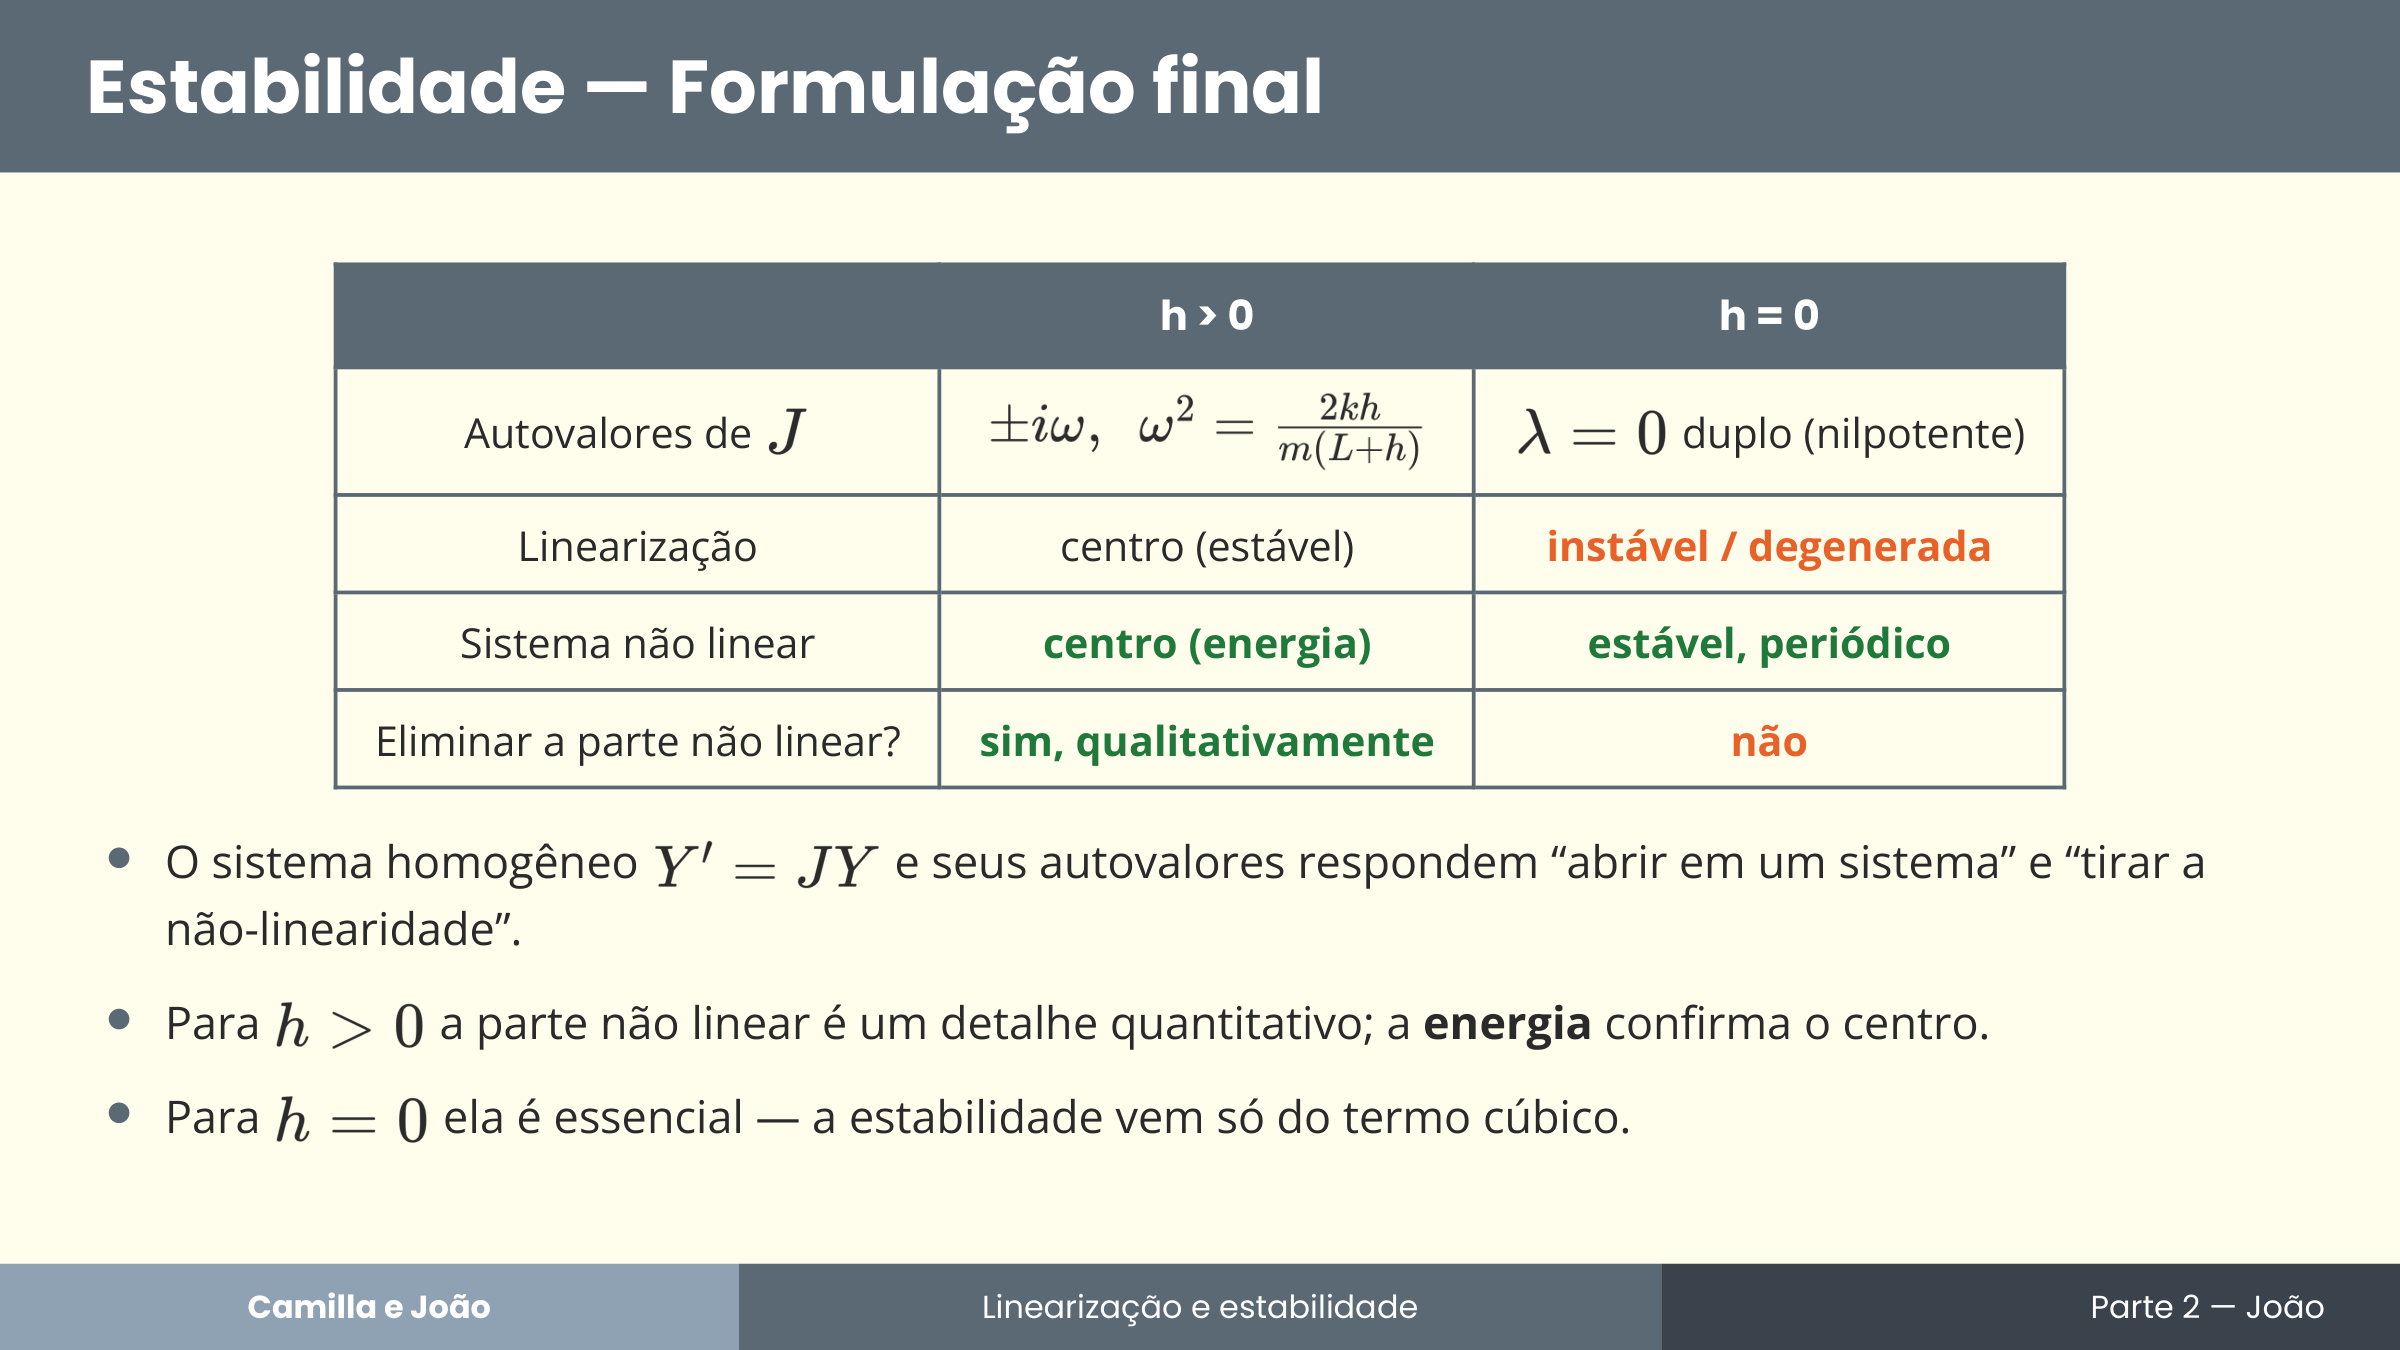 Estabilidade — Formulação final
h > 0
h = 0
Autovalores de J
±iω, ω² = 2kh / m(L+h)
λ = 0 duplo (nilpotente)
Linearização
centro (estável)
instável / degenerada
Sistema não linear
centro (energia)
estável, periódico
Eliminar a parte não linear?
sim, qualitativamente
não
• O sistema homogêneo Y′ = JY e seus autovalores respondem “abrir em um sistema” e “tirar a
não-linearidade”.
• Para h > 0 a parte não linear é um detalhe quantitativo; a energia confirma o centro.
• Para h = 0 ela é essencial — a estabilidade vem só do termo cúbico.
Camilla e João
Linearização e estabilidade
Parte 2 — João